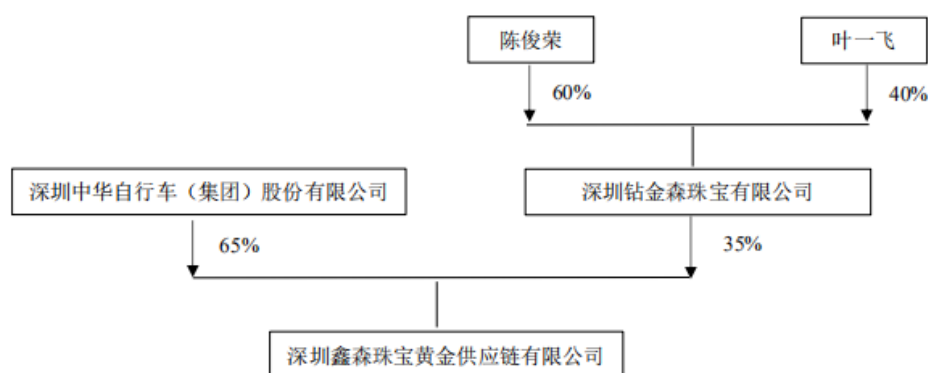 陈俊荣
叶一飞
60%
40%
深圳中华自行车（集团）股份有限公司
深圳钻金森珠宝有限公司
65%
35%
深圳鑫森珠宝黄金供应链有限公司